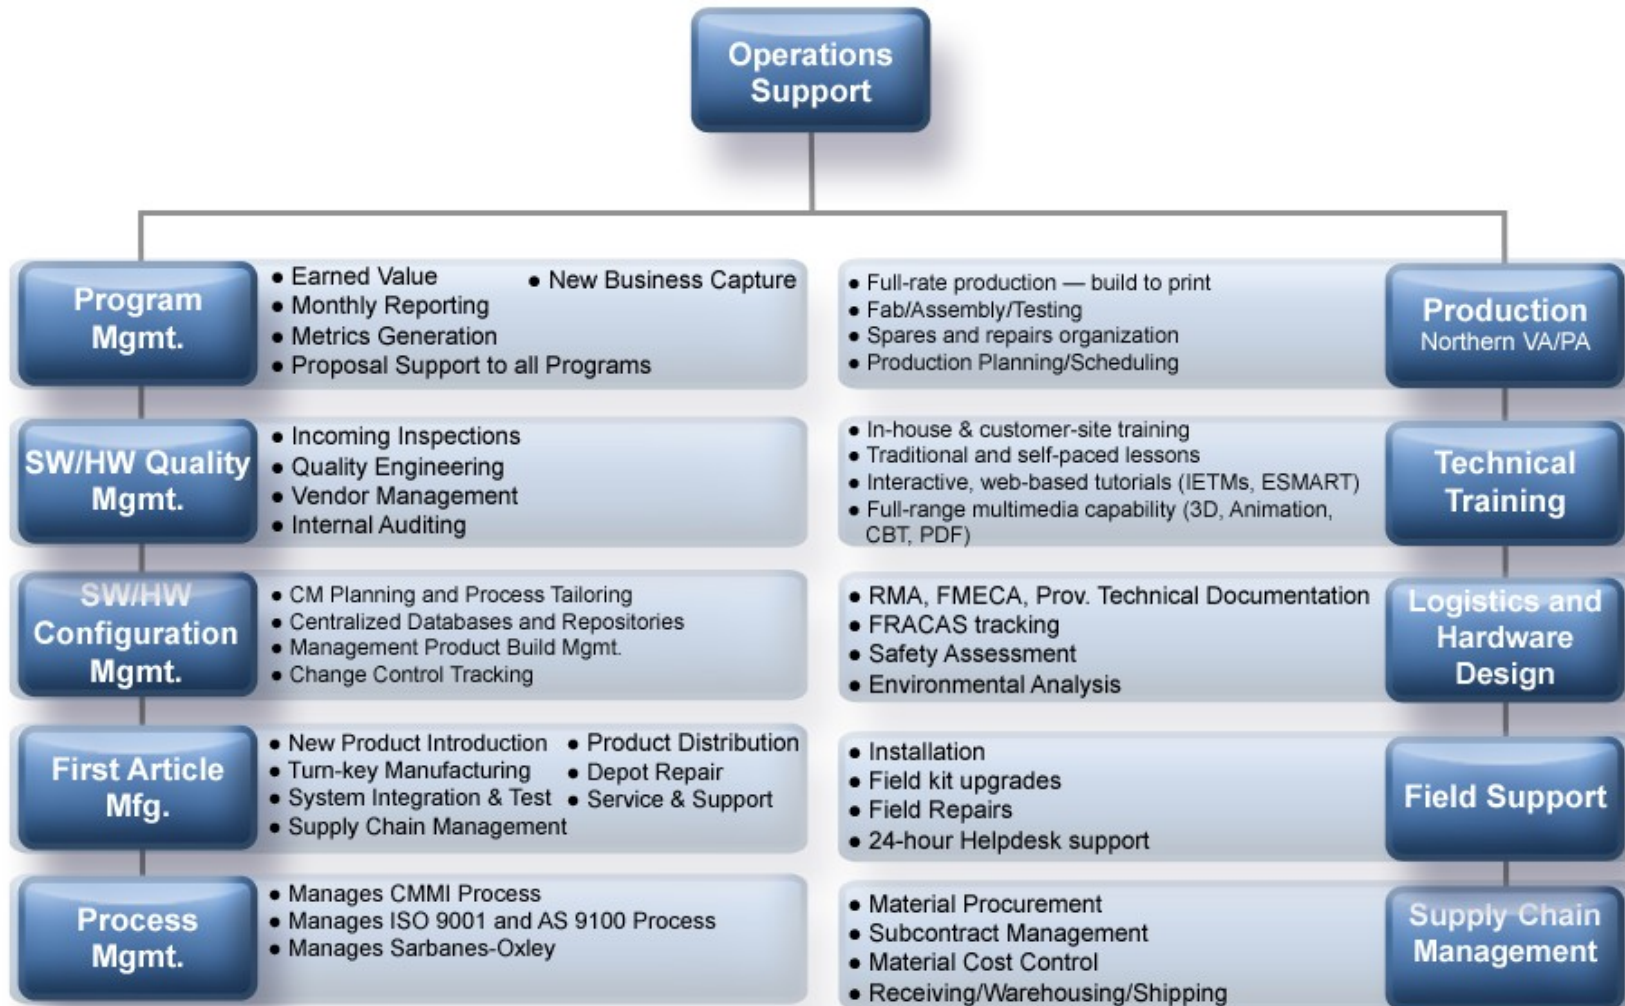 Operations
Support
Program
Mgmt.
● Earned Value
● Monthly Reporting
● Metrics Generation
● Proposal Support to all Programs
● New Business Capture
SW/HW Quality
Mgmt.
● Incoming Inspections
● Quality Engineering
● Vendor Management
● Internal Auditing
SW/HW
Configuration
Mgmt.
● CM Planning and Process Tailoring
● Centralized Databases and Repositories
● Management Product Build Mgmt.
● Change Control Tracking
First Article
Mfg.
● New Product Introduction
● Turn-key Manufacturing
● System Integration & Test
● Supply Chain Management
● Product Distribution
● Depot Repair
● Service & Support
Process
Mgmt.
● Manages CMMI Process
● Manages ISO 9001 and AS 9100 Process
● Manages Sarbanes-Oxley
● Full-rate production — build to print
● Fab/Assembly/Testing
● Spares and repairs organization
● Production Planning/Scheduling
Production
Northern VA/PA
● In-house & customer-site training
● Traditional and self-paced lessons
● Interactive, web-based tutorials (IETMs, ESMART)
● Full-range multimedia capability (3D, Animation,
CBT, PDF)
Technical
Training
● RMA, FMECA, Prov. Technical Documentation
● FRACAS tracking
● Safety Assessment
● Environmental Analysis
Logistics and
Hardware
Design
● Installation
● Field kit upgrades
● Field Repairs
● 24-hour Helpdesk support
Field Support
● Material Procurement
● Subcontract Management
● Material Cost Control
● Receiving/Warehousing/Shipping
Supply Chain
Management